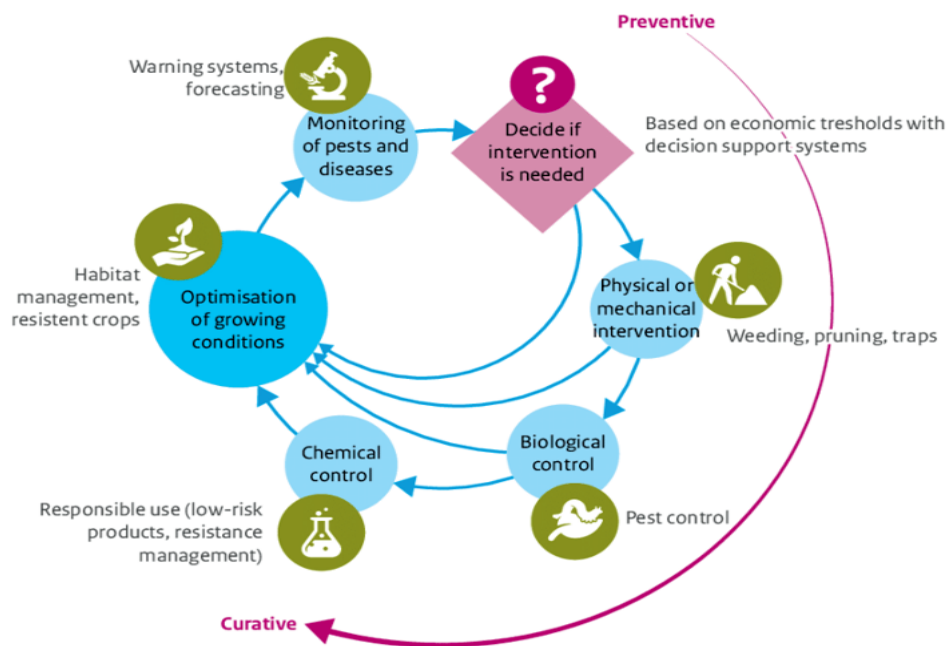 Preventive
Warning systems,
forecasting
Monitoring
of pests and
diseases
?
Decide if
intervention
is needed
Based on economic tresholds with
decision support systems
Habitat
management,
resistent crops
Optimisation
of growing
conditions
Physical or
mechanical
intervention
Weeding, pruning, traps
Chemical
control
Biological
control
Responsible use (low-risk
products, resistance
management)
Pest control
Curative